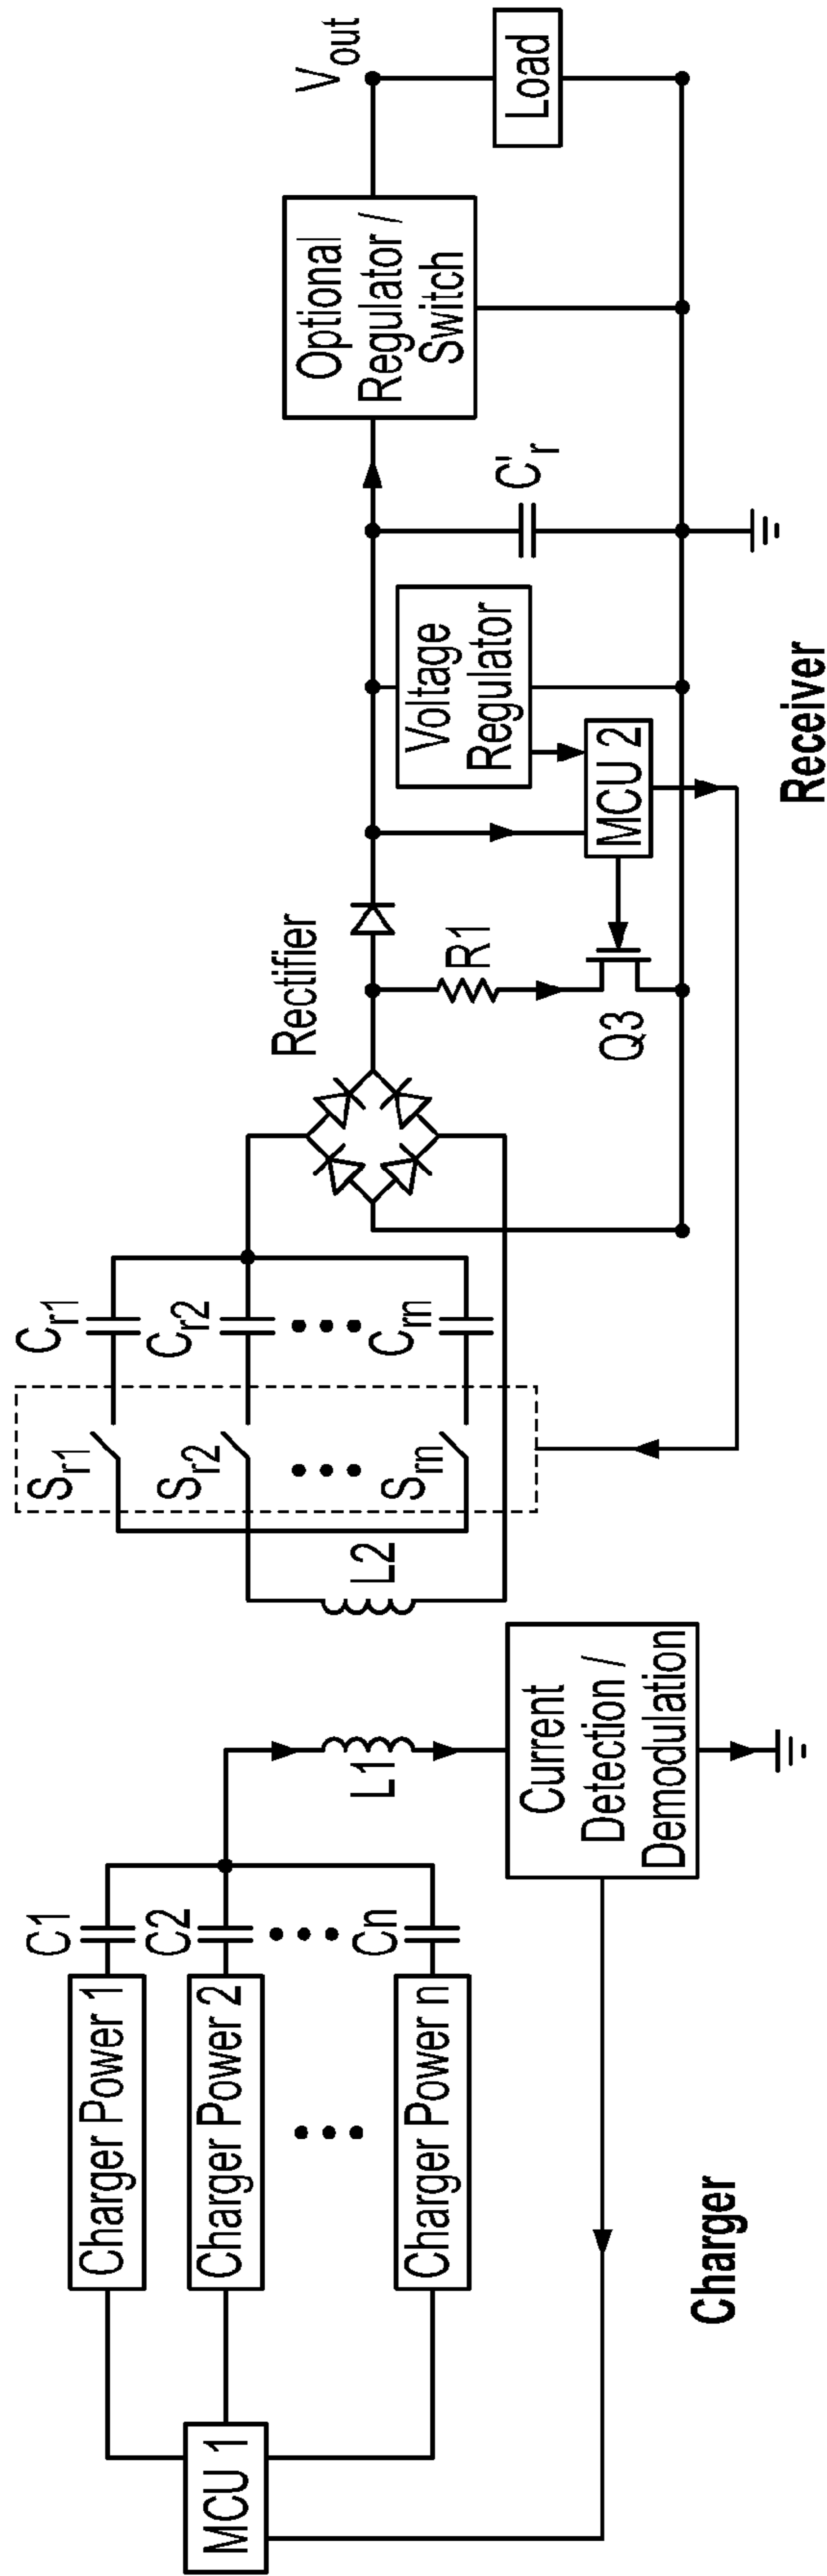 MCU 1
Charger Power 1
Charger Power 2
Charger Power n
C1
C2
Cn
L1
Current
Detection /
Demodulation
Charger
L2
Sr1
Sr2
Srn
Cr1
Cr2
Crn
Rectifier
R1
Q3
MCU 2
Voltage
Regulator
C'r
Optional
Regulator /
Switch
Vout
Load
Receiver